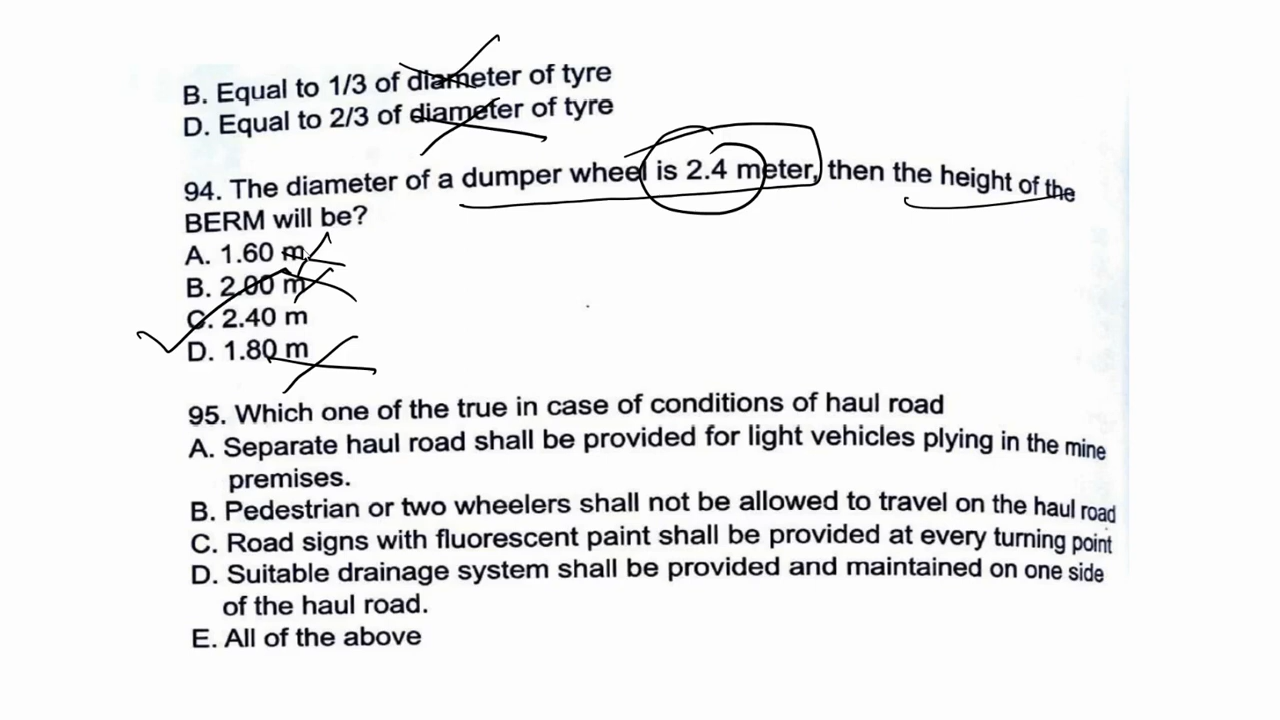 B. Equal to 1/3 of diameter of tyre
D. Equal to 2/3 of diameter of tyre
94. The diameter of a dumper wheel is 2.4 meter, then the height of the
BERM will be?
A. 1.60 m
B. 2.00 m
C. 2.40 m
D. 1.80 m
95. Which one of the true in case of conditions of haul road
A. Separate haul road shall be provided for light vehicles plying in the mine
premises.
B. Pedestrian or two wheelers shall not be allowed to travel on the haul road
C. Road signs with fluorescent paint shall be provided at every turning point
D. Suitable drainage system shall be provided and maintained on one side
of the haul road.
E. All of the above